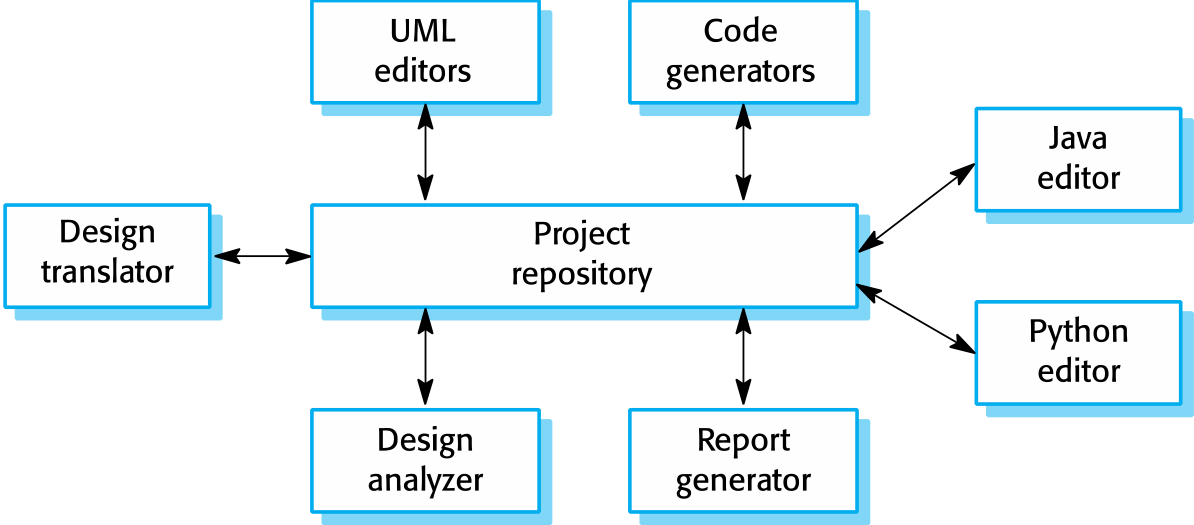 UML
editors
Code
generators
Java
editor
Design
translator
Project
repository
Python
editor
Design
analyzer
Report
generator